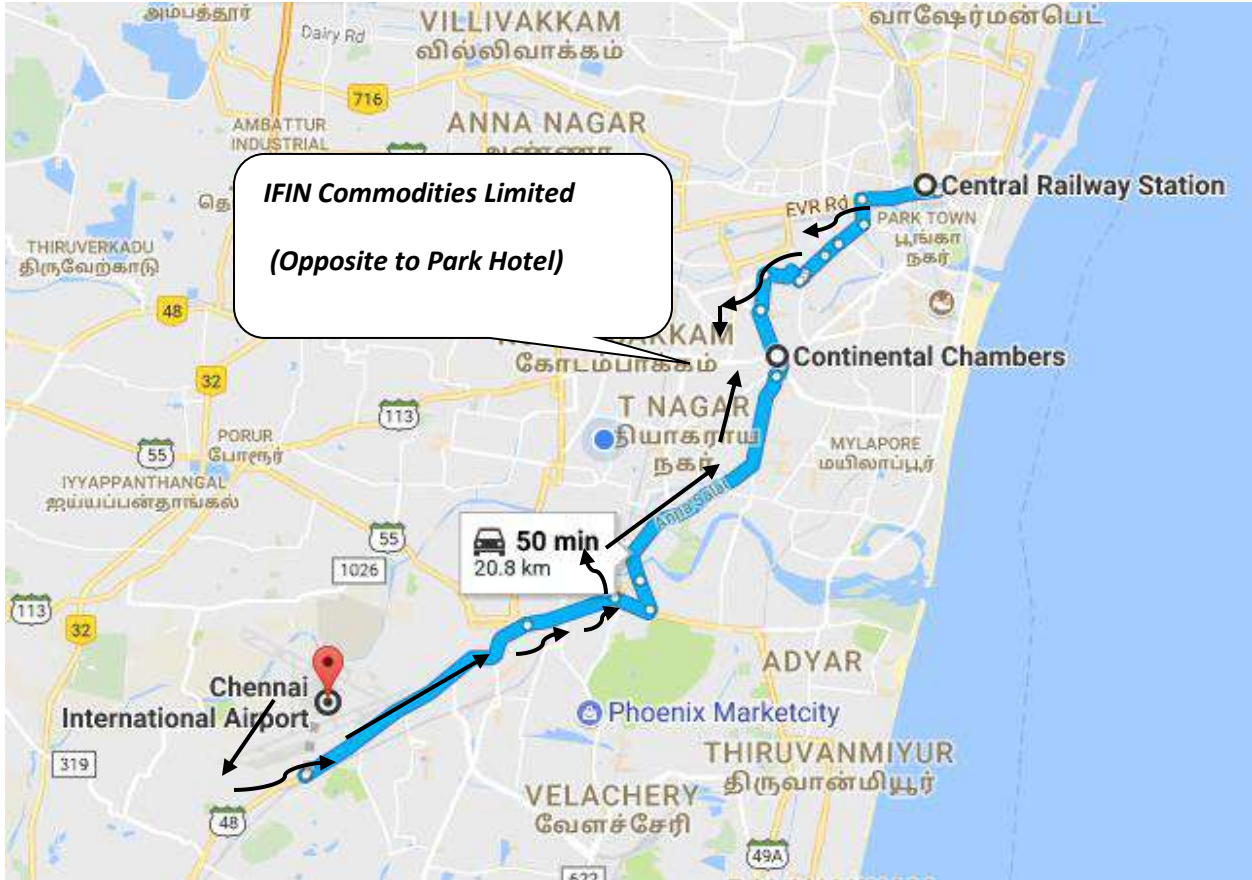 அம்பத்தூர்
Dairy Rd
VILLIVAKKAM
வில்லிவாக்கம்
வாஷேர்மன்பெட்
716
AMBATTUR
INDUSTRIAL
ANNA NAGAR
IFIN Commodities Limited
(Opposite to Park Hotel)
Central Railway Station
EVR Rd
PARK TOWN
பூங்கா
நகர்
THIRUVERKADU
திருவேற்காடு
48
கோடம்பாக்கம்
Continental Chambers
32
113
T NAGAR
தியாகராய
நகர்
PORUR
போரூர்
55
MYLAPORE
மயிலாப்பூர்
IYYAPPANTHANGAL
ஐய்யப்பன்தாங்கல்
Anna Salai
55
1026
50 min
20.8 km
113
32
ADYAR
Chennai
International Airport
Phoenix Marketcity
319
THIRUVANMIYUR
திருவான்மியூர்
VELACHERY
வேளச்சேரி
48
49A
622